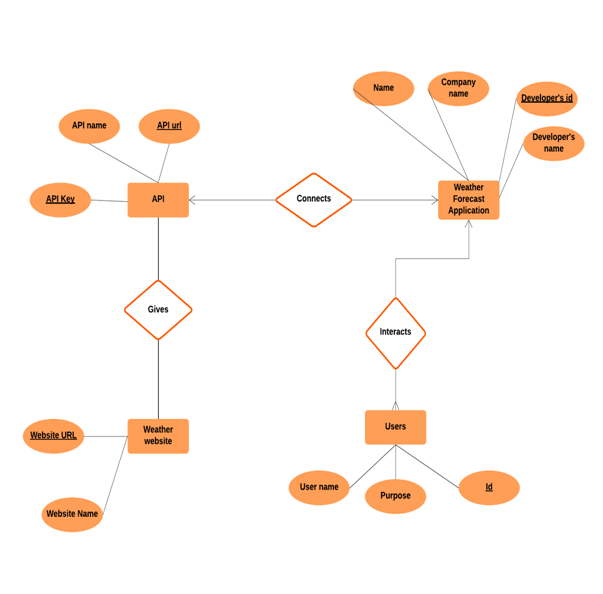 Name
Company
name
Developer's id
Developer's
name
API name
API url
API Key
API
Connects
Weather
Forecast
Application
Gives
Interacts
Website URL
Weather
website
Website Name
Users
User name
Purpose
Id